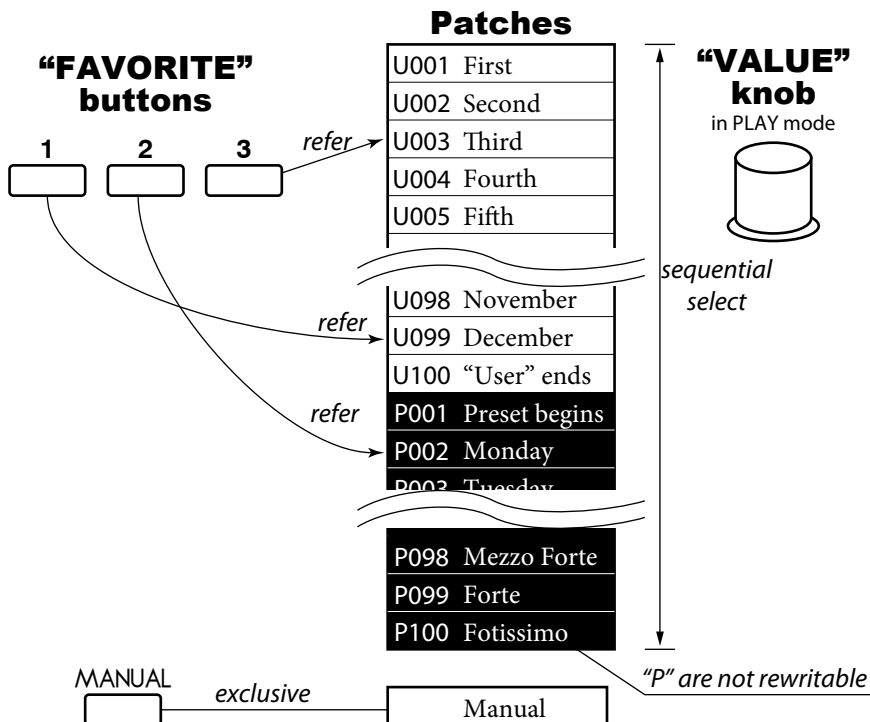 Patches
“FAVORITE”
buttons
1 2 3
refer
refer
refer
U001 First
U002 Second
U003 Third
U004 Fourth
U005 Fifth
U098 November
U099 December
U100 “User” ends
P001 Preset begins
P002 Monday
P003 Tuesday
P098 Mezzo Forte
P099 Forte
P100 Fotissimo
“VALUE”
knob
in PLAY mode
sequential
select
“P” are not rewritable
MANUAL
exclusive
Manual